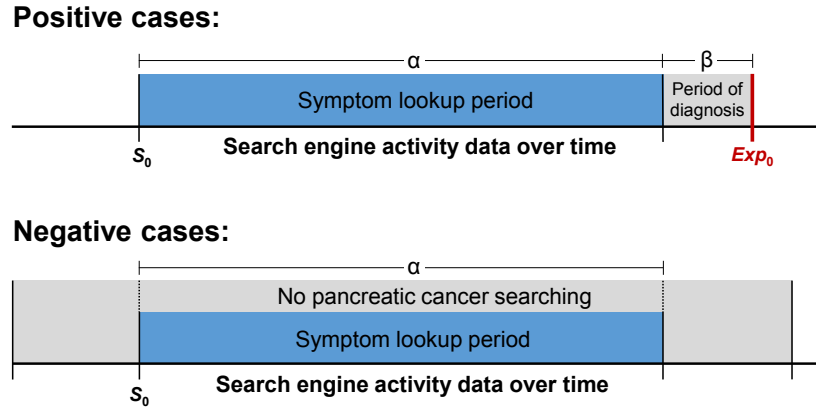 Positive cases:
α
β
Symptom lookup period
Period of
diagnosis
S₀
Search engine activity data over time
Exp₀
Negative cases:
α
No pancreatic cancer searching
Symptom lookup period
S₀
Search engine activity data over time